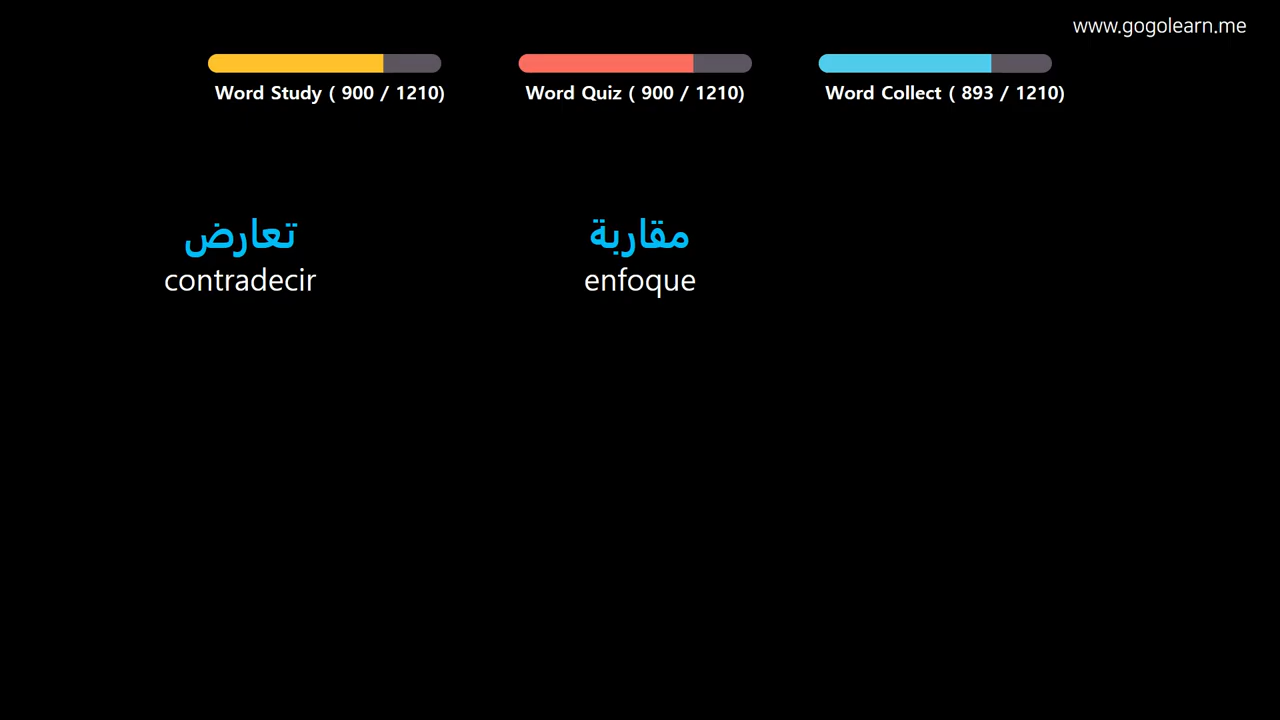 www.gogolearn.me
Word Study ( 900 / 1210)
Word Quiz ( 900 / 1210)
Word Collect ( 893 / 1210)
تعارض
contradecir
مقاربة
enfoque